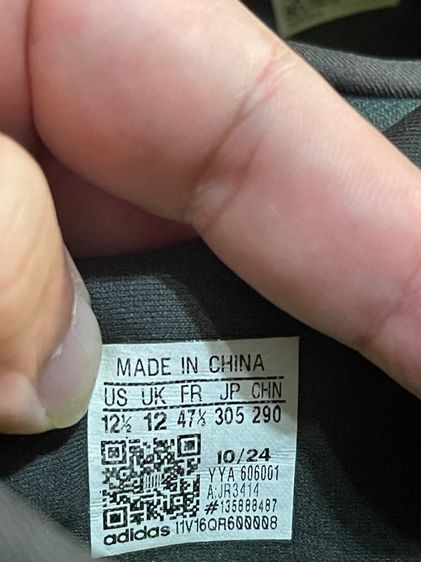 MADE IN CHINA
US UK FR JP CHN
12½ 12 47⅓ 305 290
10/24
YYA 606001
A:JR3414
#135888487
adidas 11V16QR600008